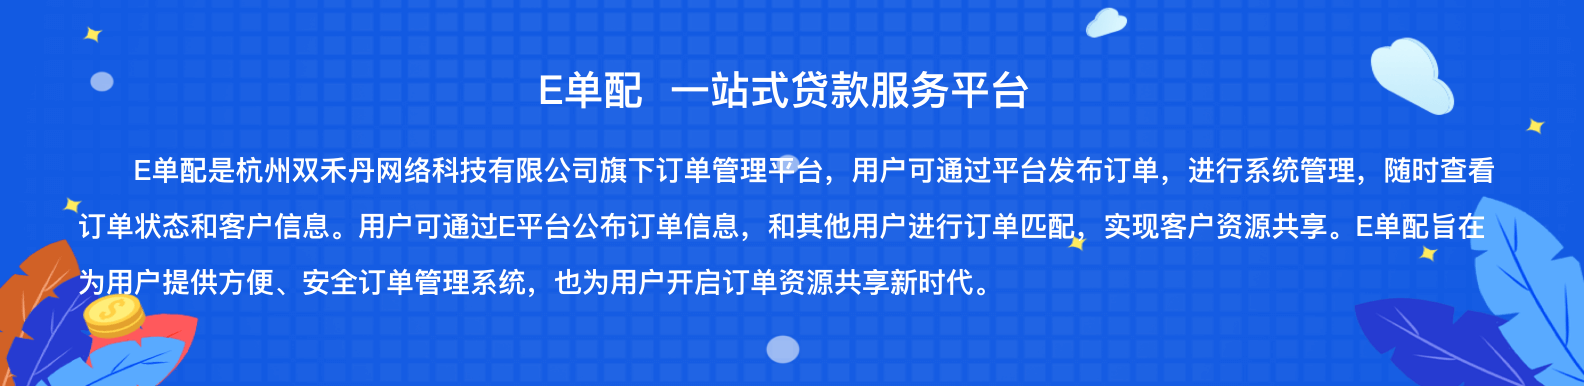 E单配 一站式贷款服务平台
E单配是杭州双禾丹网络科技有限公司旗下订单管理平台，用户可通过平台发布订单，进行系统管理，随时查看
订单状态和客户信息。用户可通过E平台公布订单信息，和其他用户进行订单匹配，实现客户资源共享。E单配旨在
为用户提供方便、安全订单管理系统，也为用户开启订单资源共享新时代。